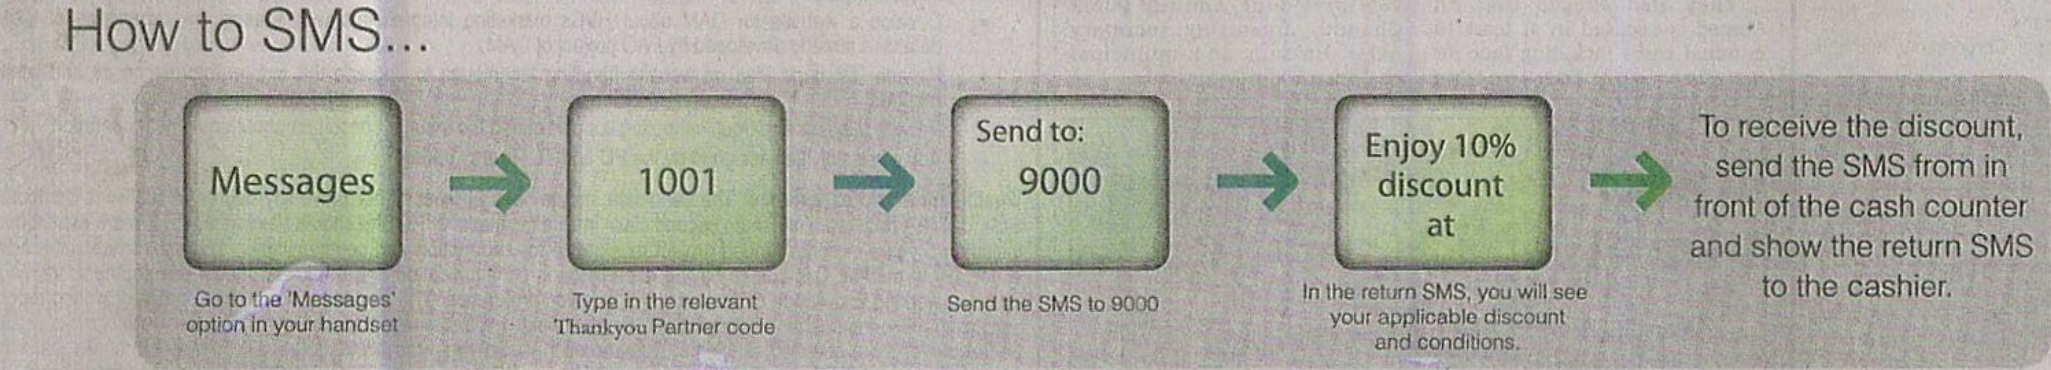 How to SMS...
Messages
Go to the 'Messages'
option in your handset
1001
Type in the relevant
Thankyou Partner code
Send to:
9000
Send the SMS to 9000
Enjoy 10%
discount
at
In the return SMS, you will see
your applicable discount
and conditions.
To receive the discount,
send the SMS from in
front of the cash counter
and show the return SMS
to the cashier.